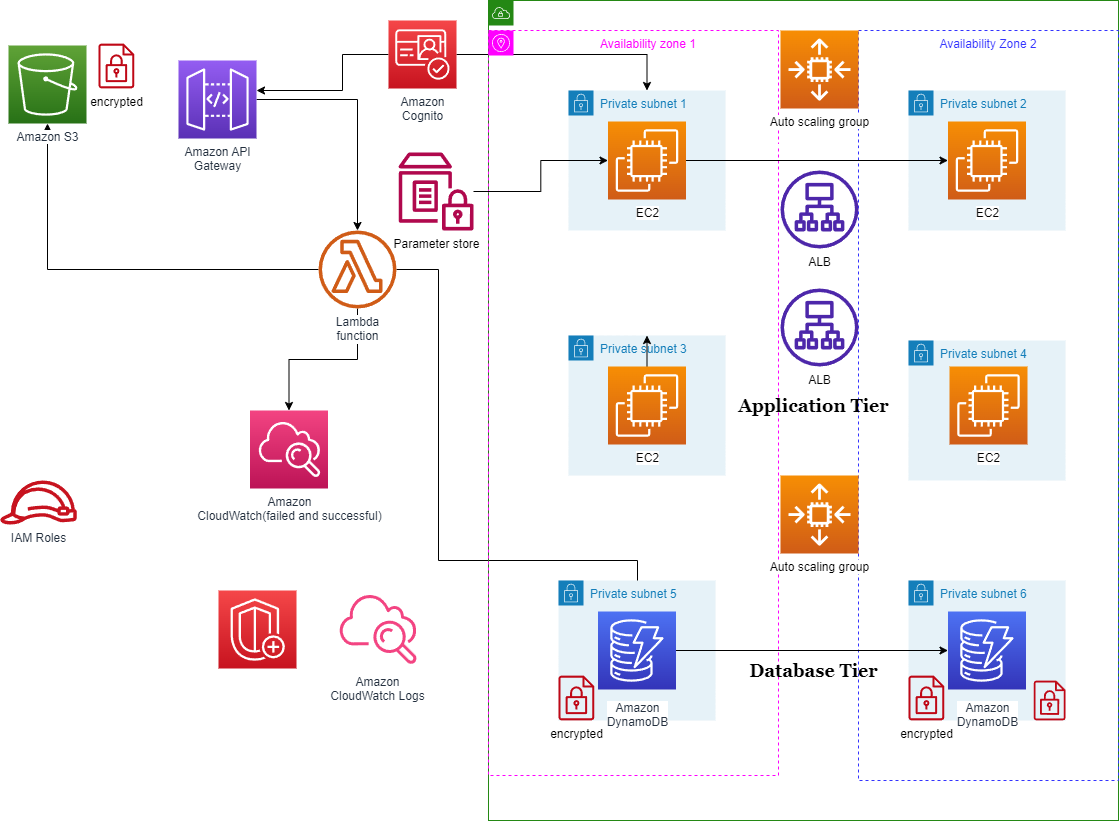 Availability zone 1
Availability Zone 2
encrypted
Amazon S3
Amazon API
Gateway
Amazon
Cognito
Private subnet 1
EC2
Auto scaling group
Private subnet 2
EC2
Parameter store
ALB
Lambda
function
ALB
Private subnet 3
EC2
Private subnet 4
EC2
Application Tier
Amazon
CloudWatch(failed and successful)
IAM Roles
Auto scaling group
Private subnet 5
Amazon
DynamoDB
encrypted
Database Tier
Private subnet 6
Amazon
DynamoDB
encrypted
Amazon
CloudWatch Logs